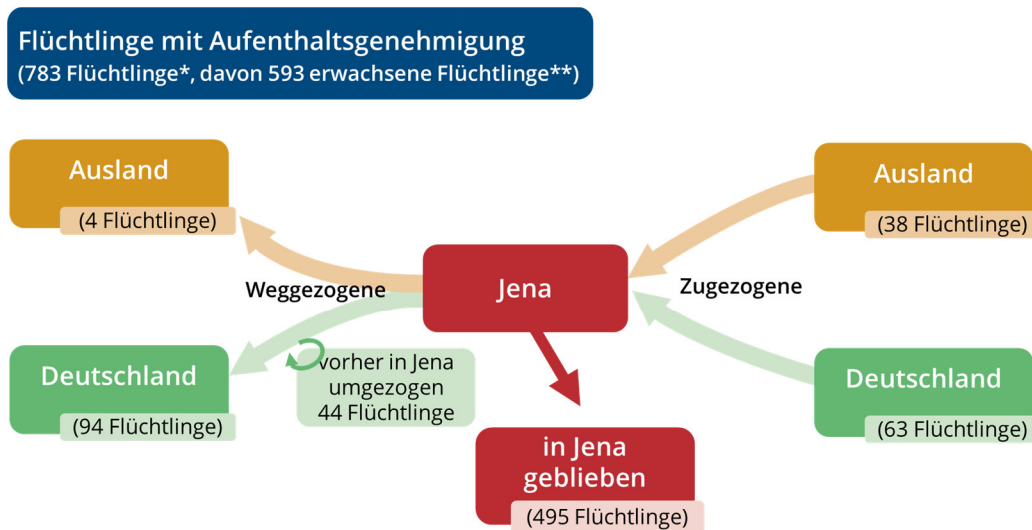 Flüchtlinge mit Aufenthaltsgenehmigung
(783 Flüchtlinge*, davon 593 erwachsene Flüchtlinge**)
Ausland
(4 Flüchtlinge)
Ausland
(38 Flüchtlinge)
Weggezogene
Jena
Zugezogene
Deutschland
(94 Flüchtlinge)
vorher in Jena
umgezogen
44 Flüchtlinge
Deutschland
(63 Flüchtlinge)
in Jena
geblieben
(495 Flüchtlinge)